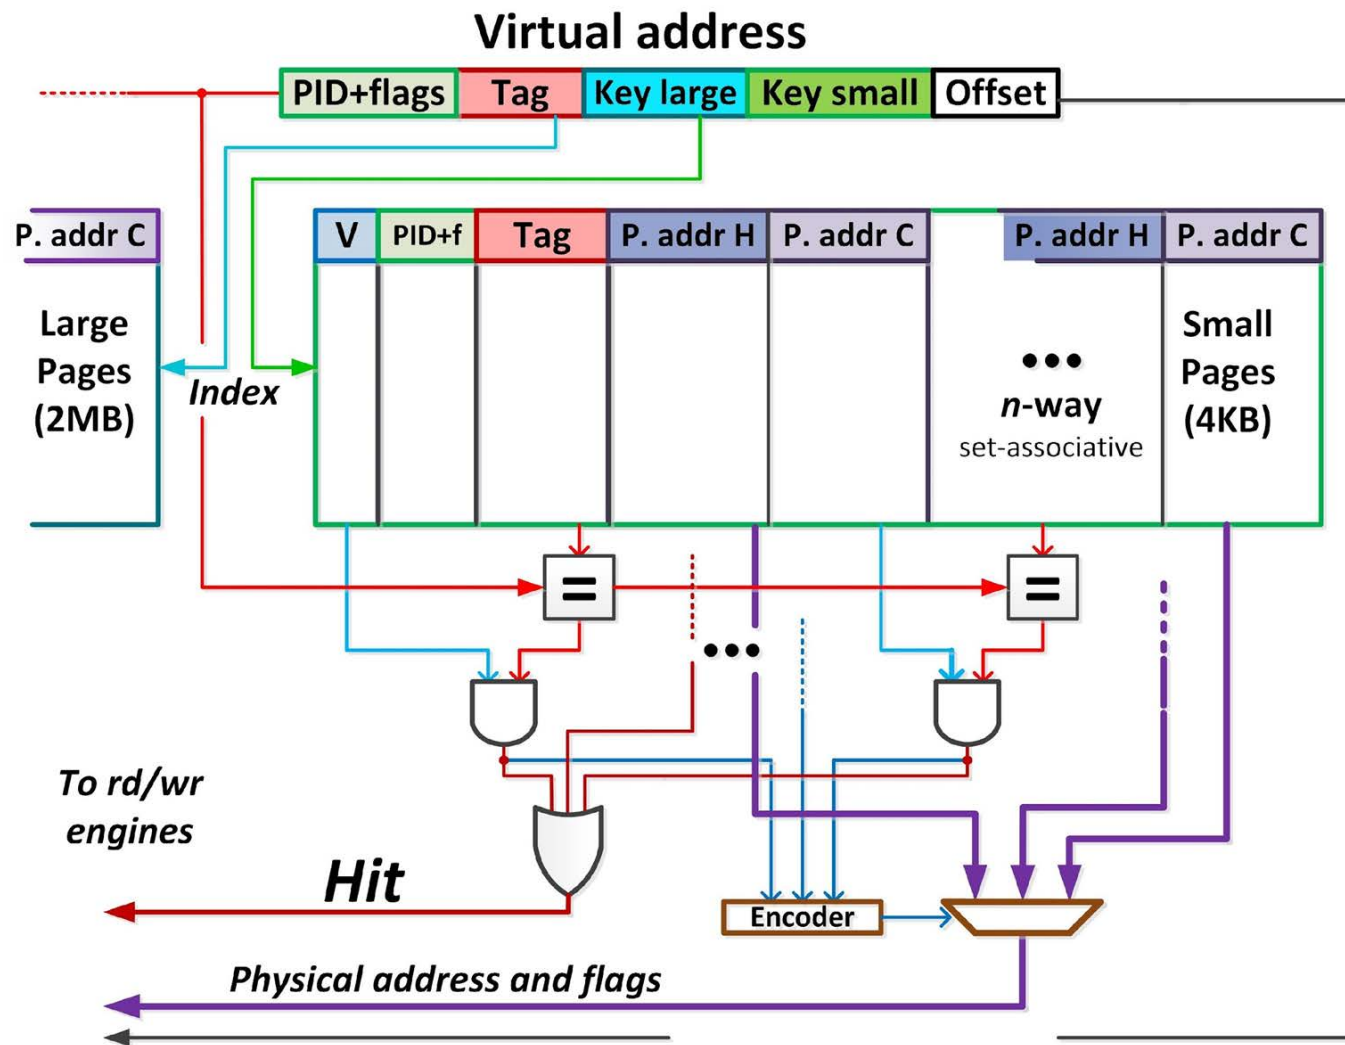 Virtual address
PID+flags Tag Key large Key small Offset
P. addr C V PID+f Tag P. addr H P. addr C P. addr H P. addr C
Large
Pages
(2MB)
Index
•••
n-way
set-associative
Small
Pages
(4KB)
= =
•••
To rd/wr
engines
Hit
Encoder
Physical address and flags